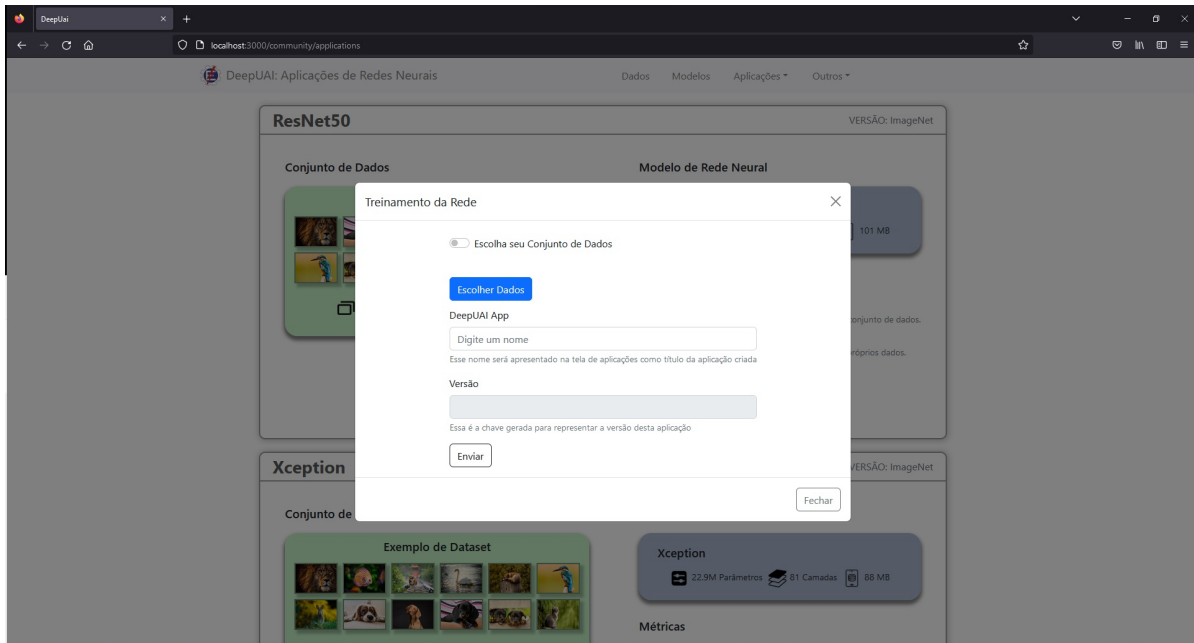 DeepUai
localhost:3000/community/applications
DeepUAI: Aplicações de Redes Neurais
Dados
Modelos
Aplicações
Outros
ResNet50
VERSÃO: ImageNet
Conjunto de Dados
Modelo de Rede Neural
101 MB
conjunto de dados.
próprios dados.
Treinamento da Rede
Escolha seu Conjunto de Dados
Escolher Dados
DeepUAI App
Digite um nome
Esse nome será apresentado na tela de aplicações como título da aplicação criada
Versão
Essa é a chave gerada para representar a versão desta aplicação
Enviar
Fechar
Xception
VERSÃO: ImageNet
Conjunto de
Exemplo de Dataset
Xception
22.9M Parâmetros
81 Camadas
88 MB
Métricas